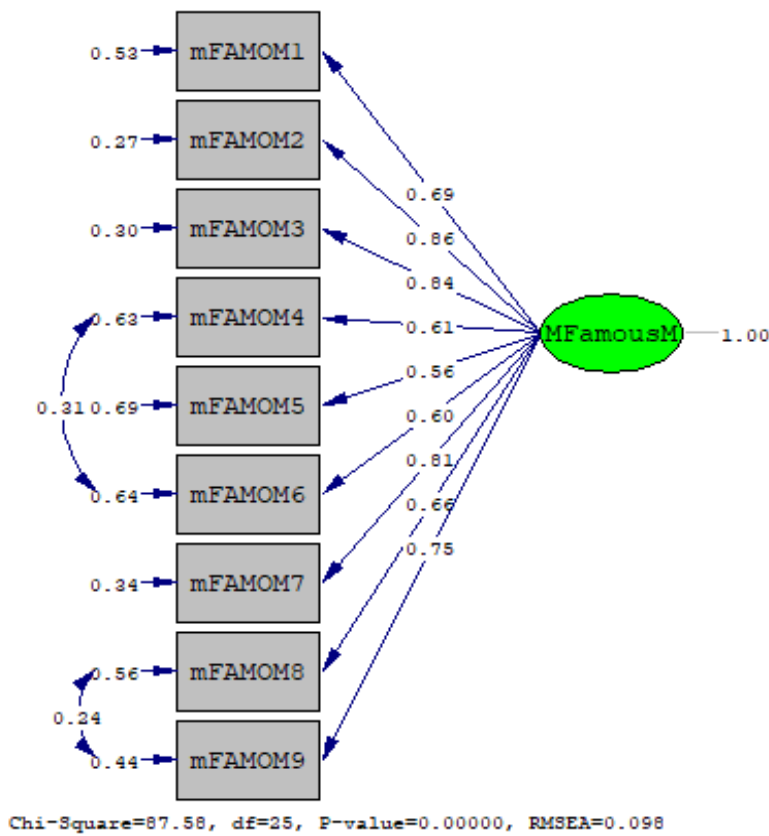 0.53 mFAMOM1
0.27 mFAMOM2
0.30 mFAMOM3
0.63 mFAMOM4
0.31 0.69 mFAMOM5
0.64 mFAMOM6
0.34 mFAMOM7
0.56 mFAMOM8
0.24
0.44 mFAMOM9
0.69
0.86
0.84
0.61
0.56
0.60
0.81
0.66
0.75
MFamousM 1.00
Chi-Square=87.58, df=25, P-value=0.00000, RMSEA=0.098